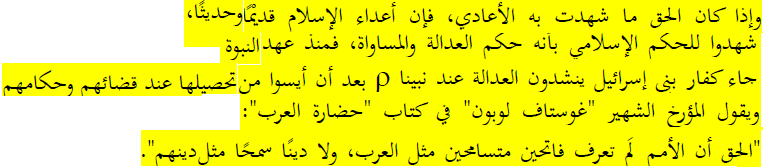 وإذا كان الحق ما شهدت به الأعادي، فإن أعداء الإسلام قديمًا وحديثًا،
شهدوا للحكم الإسلامي بأنه حكم العدالة والمساواة، فمنذ عهد النبوة
جاء كفار بنى إسرائيل ينشدون العدالة عند نبينا ρ بعد أن أيسوا من تحصيلها عند قضائهم وحكامهم
ويقول المؤرخ الشهير "غوستاف لوبون" في كتاب "حضارة العرب":
"الحق أن الأمم لَم تعرف فاتحين متسامحين مثل العرب، ولا دينًا سمحًا مثل دينهم".